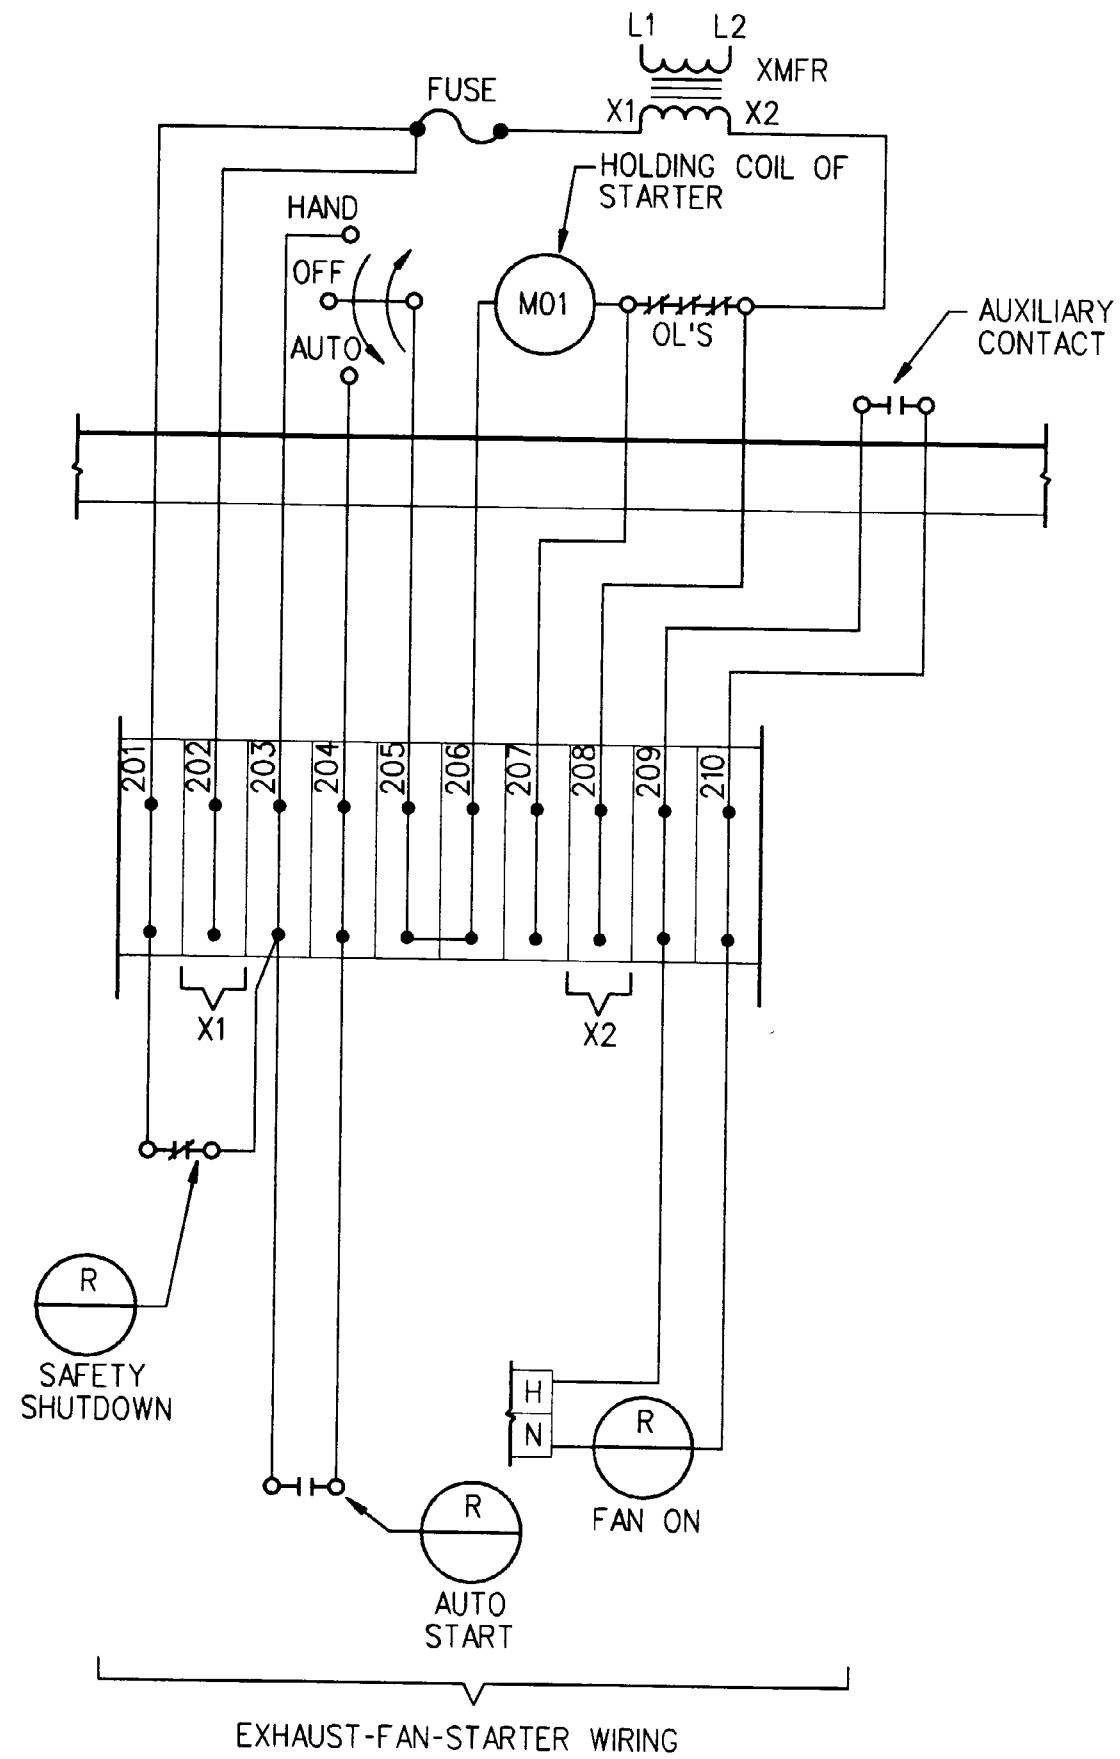 L1 L2
XMFR
FUSE
X1 X2
HOLDING COIL OF
STARTER
HAND
OFF
M01
OL'S
AUTO
AUXILIARY
CONTACT
201
202
203
204
205
206
207
208
209
210
X1
X2
R
SAFETY
SHUTDOWN
H
N
R
FAN ON
R
AUTO
START
EXHAUST-FAN-STARTER WIRING